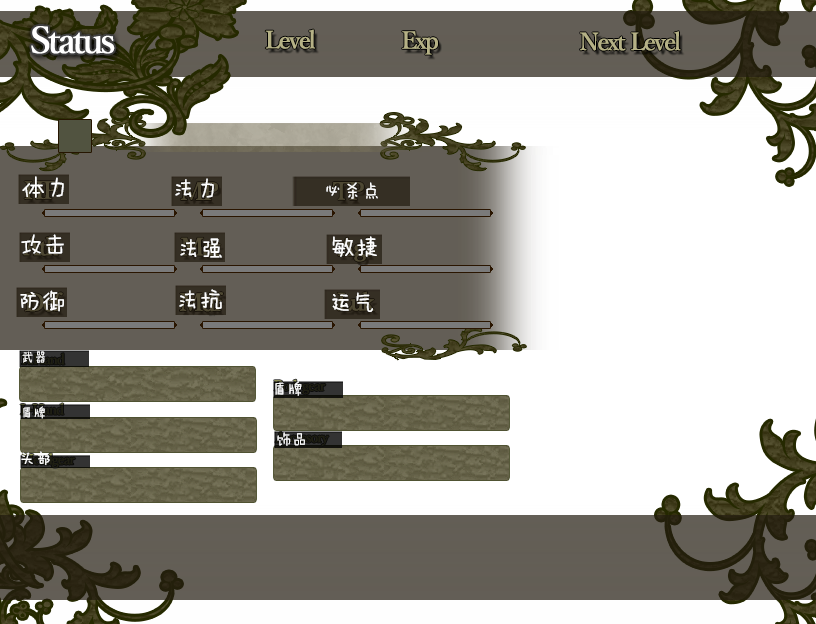 Status Level Exp Next Level
体力 法力 必杀点
攻击 法强 敏捷
防御 法抗 运气
武器
盾牌
盾牌
饰品
头部